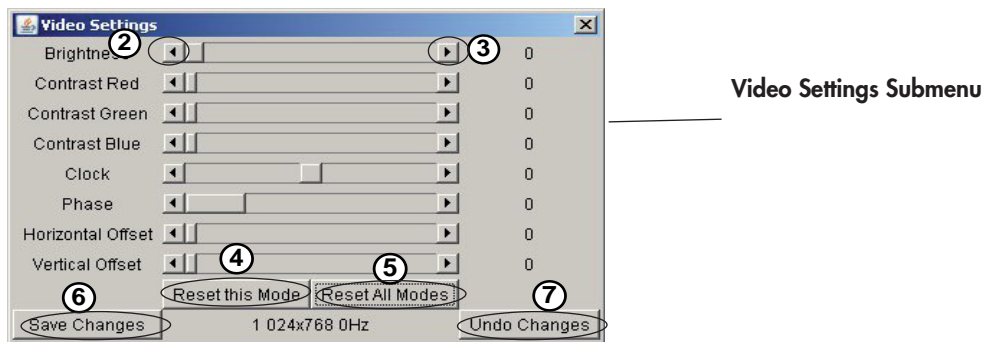 Video Settings
2
3
Brightness 0
Contrast Red 0
Video Settings Submenu
Contrast Green 0
Contrast Blue 0
Clock 0
Phase 0
Horizontal Offset 0
Vertical Offset 0
4
5
6
7
Reset this Mode Reset All Modes
Save Changes 1 024x768 0Hz Undo Changes